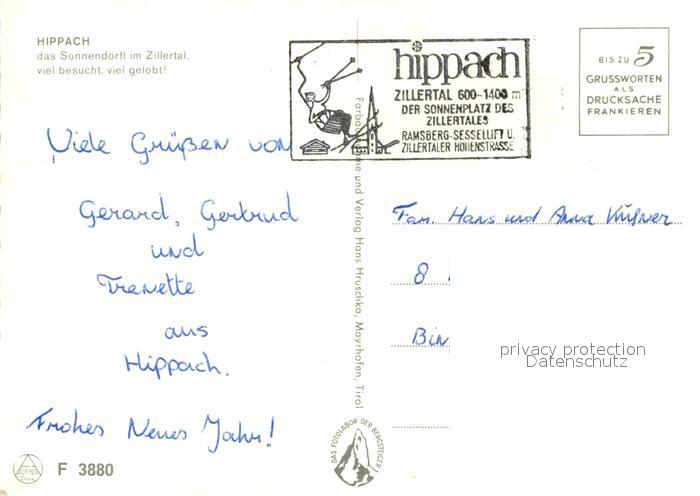 HIPPACH
das Sonnendörfl im Zillertal,
viel besucht, viel gelobt!
hippach
ZILLERTAL 600-1400 m
DER SONNENPLATZ DES
ZILLERTALES
RAMSBERG-SESSELLIFT U.
ZILLERTALER HÖHENSTRASSE
BIS ZU 5
GRUSSWORTEN
ALS
DRUCKSACHE
FRANKIEREN
Viele Grüßen von
Gerard, Gertrud
und
Trenette
aus
Hippach.
Frohes Neues Jahr!
und Verlag Hans Hruschka, Mayrhofen, Tirol
Fam. Hans und Anna
8
Bin
privacy protection
Datenschutz
DAS FOTOLABOR DER BERGSTEIGER
ALPINA
F 3880